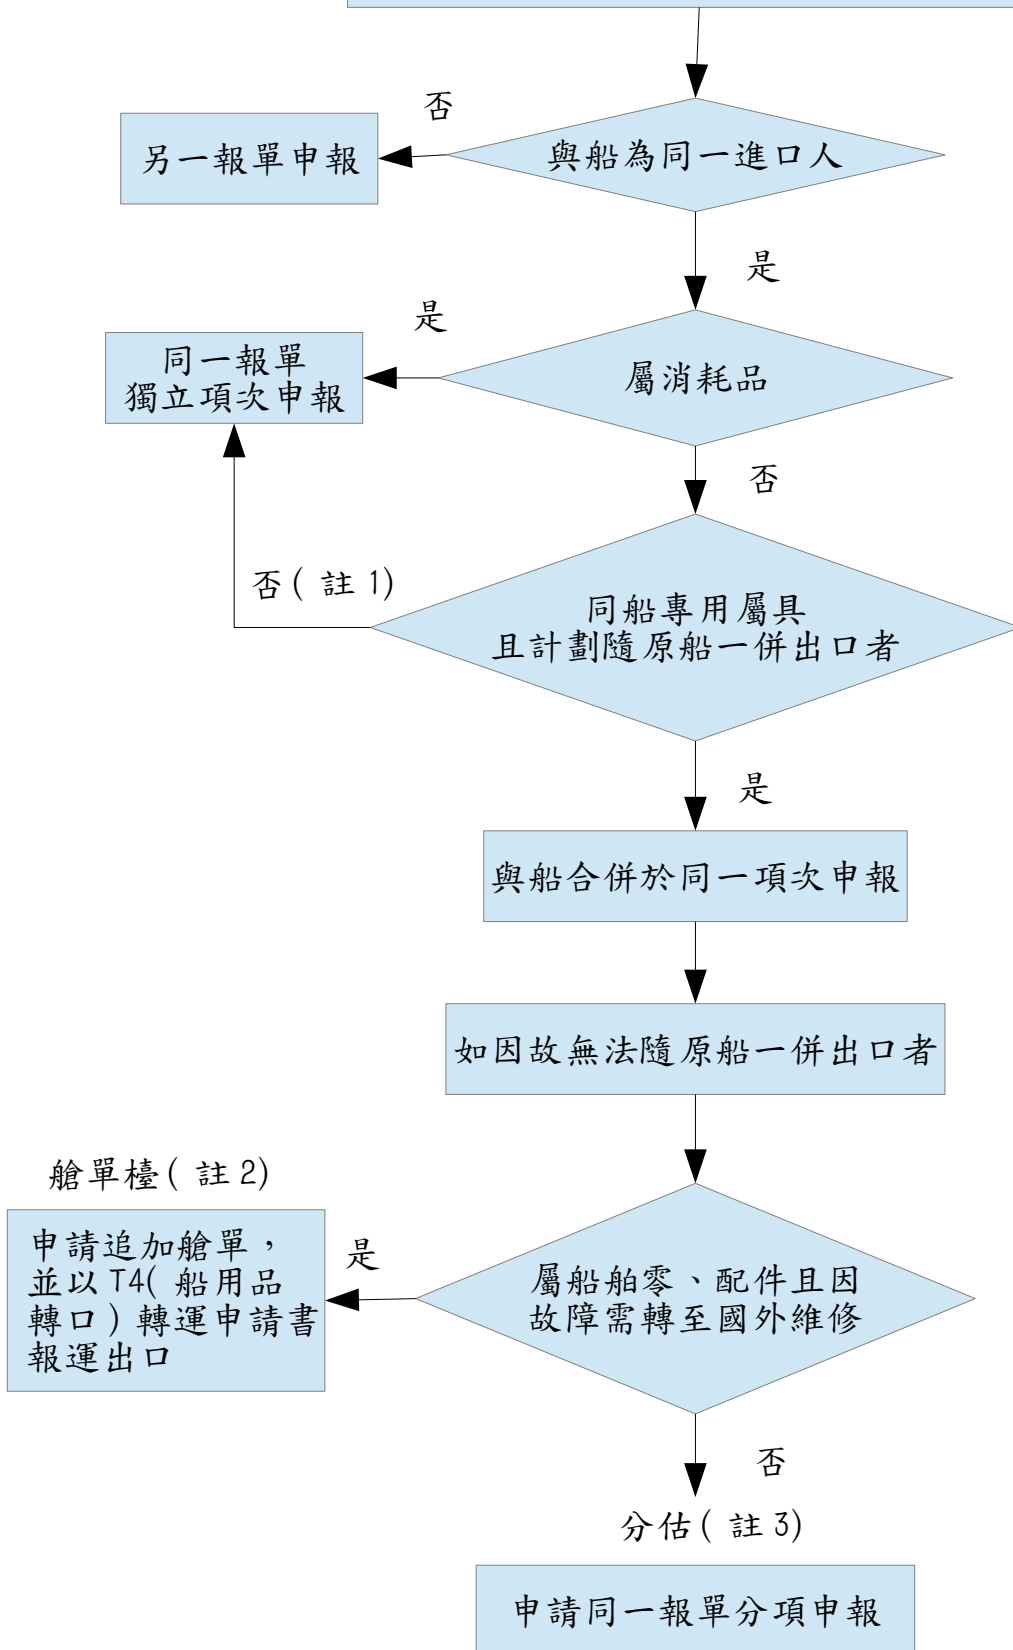 否
另一報單申報
與船為同一進口人
是
是
同一報單
獨立項次申報
屬消耗品
否
否( 註 1)
同船專用屬具
且計劃隨原船一併出口者
是
與船合併於同一項次申報
如因故無法隨原船一併出口者
艙單檯( 註 2)
申請追加艙單，
並以 T4( 船用品
轉口) 轉運申請書
報運出口
是
屬船舶零、配件且因
故障需轉至國外維修
否
分估( 註 3)
申請同一報單分項申報